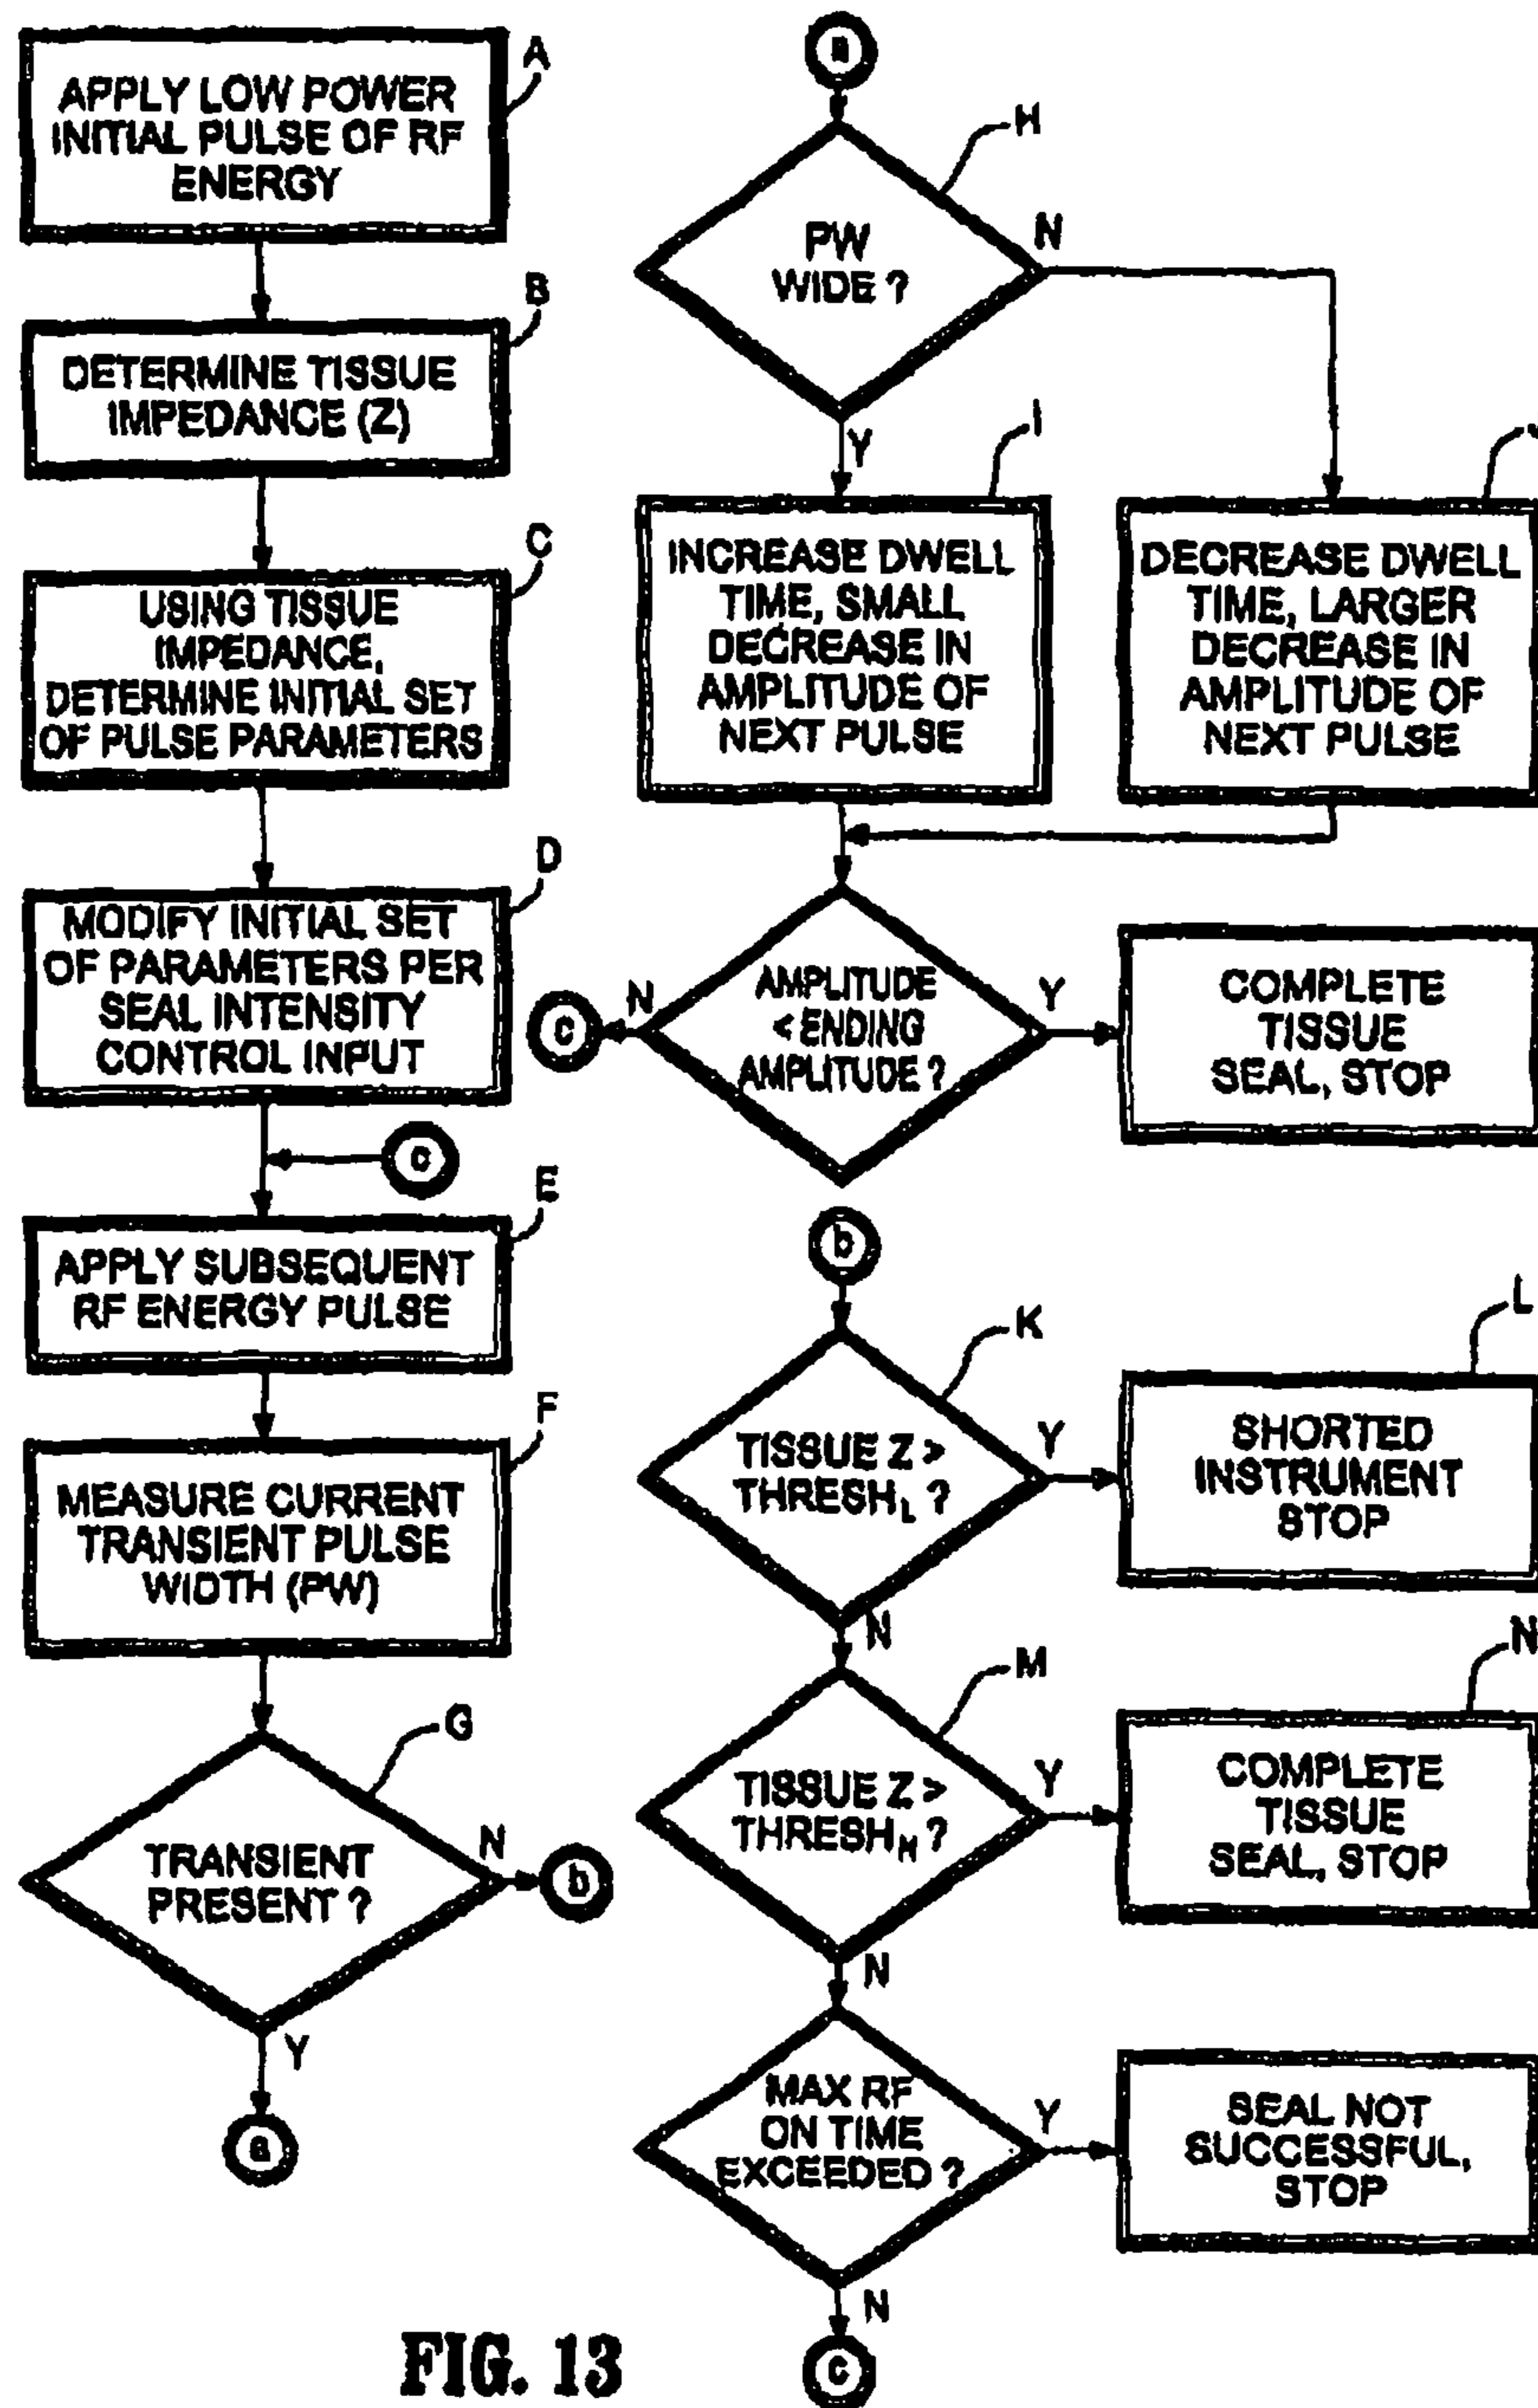 A
APPLY LOW POWER
INITIAL PULSE OF RF
ENERGY
B
DETERMINE TISSUE
IMPEDANCE (Z)
C
USING TISSUE
IMPEDANCE,
DETERMINE INITIAL SET
OF PULSE PARAMETERS
D
MODIFY INITIAL SET
OF PARAMETERS PER
SEAL INTENSITY
CONTROL INPUT
c
E
APPLY SUBSEQUENT
RF ENERGY PULSE
F
MEASURE CURRENT
TRANSIENT PULSE
WIDTH (PW)
G
TRANSIENT
PRESENT ?
N
b
Y
a
a
H
PW
WIDE ?
N
Y
I
INCREASE DWELL
TIME, SMALL
DECREASE IN
AMPLITUDE OF
NEXT PULSE
DECREASE DWELL
TIME, LARGER
DECREASE IN
AMPLITUDE OF
NEXT PULSE
AMPLITUDE
< ENDING
AMPLITUDE ?
N
c
Y
COMPLETE
TISSUE
SEAL, STOP
b
K
TISSUE Z >
THRESH L ?
Y
L
SHORTED
INSTRUMENT
STOP
N
M
TISSUE Z >
THRESH H ?
Y
N
COMPLETE
TISSUE
SEAL, STOP
N
MAX RF
ON TIME
EXCEEDED ?
Y
SEAL NOT
SUCCESSFUL,
STOP
N
c
FIG. 13